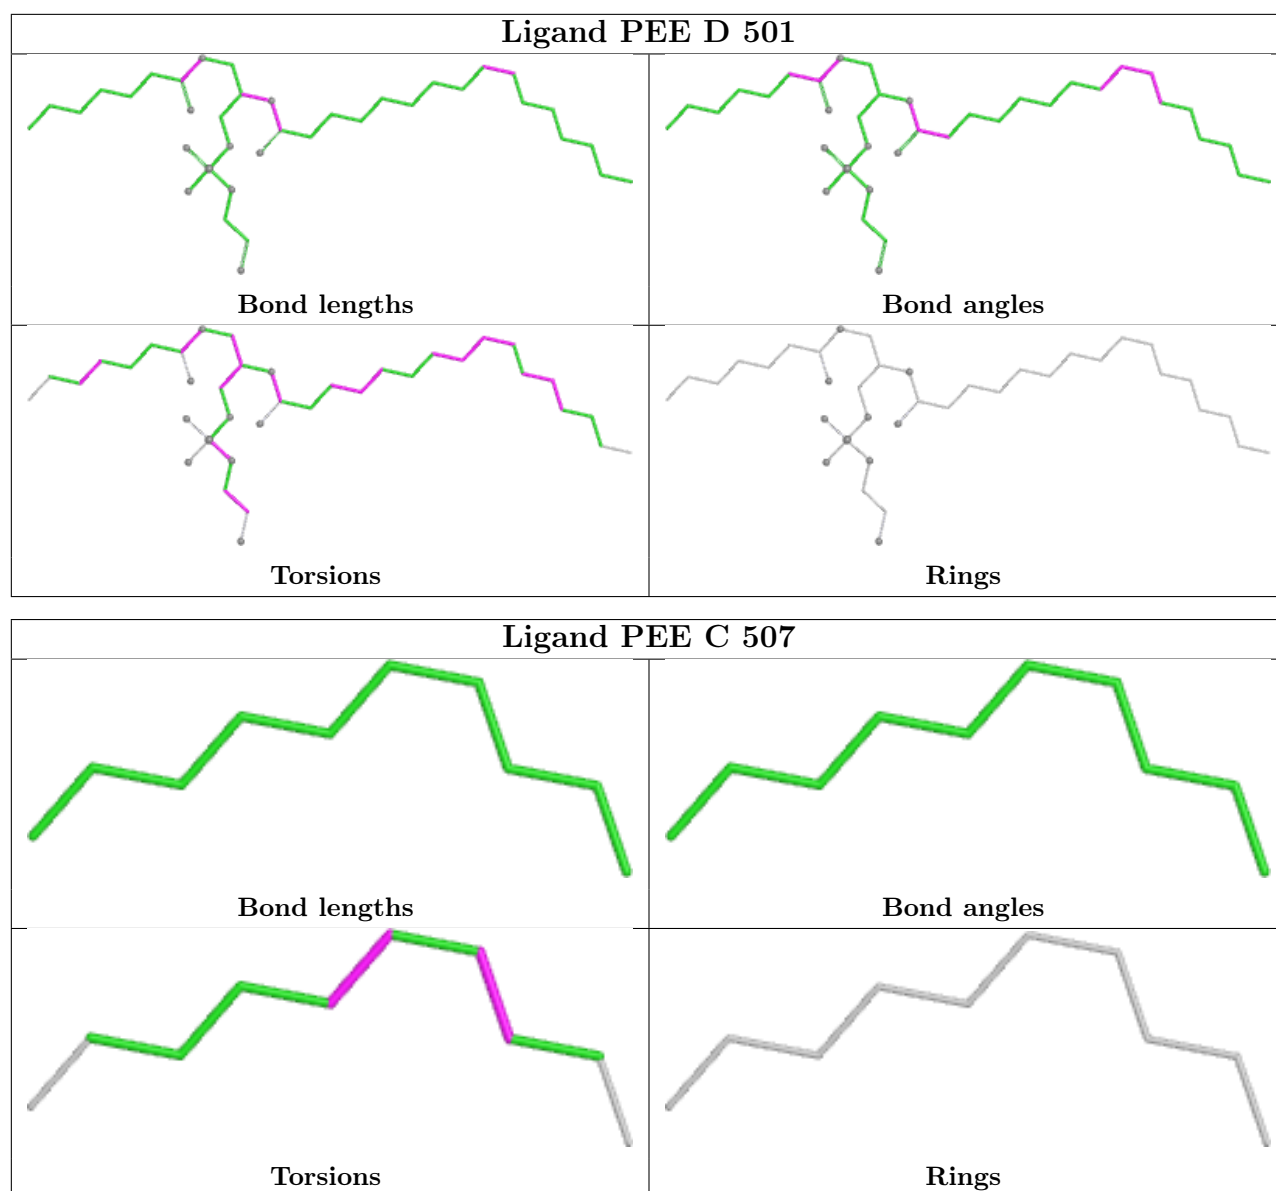 Ligand PEE D 501
Bond lengths
Bond angles
Torsions
Rings
Ligand PEE C 507
Bond lengths
Bond angles
Torsions
Rings